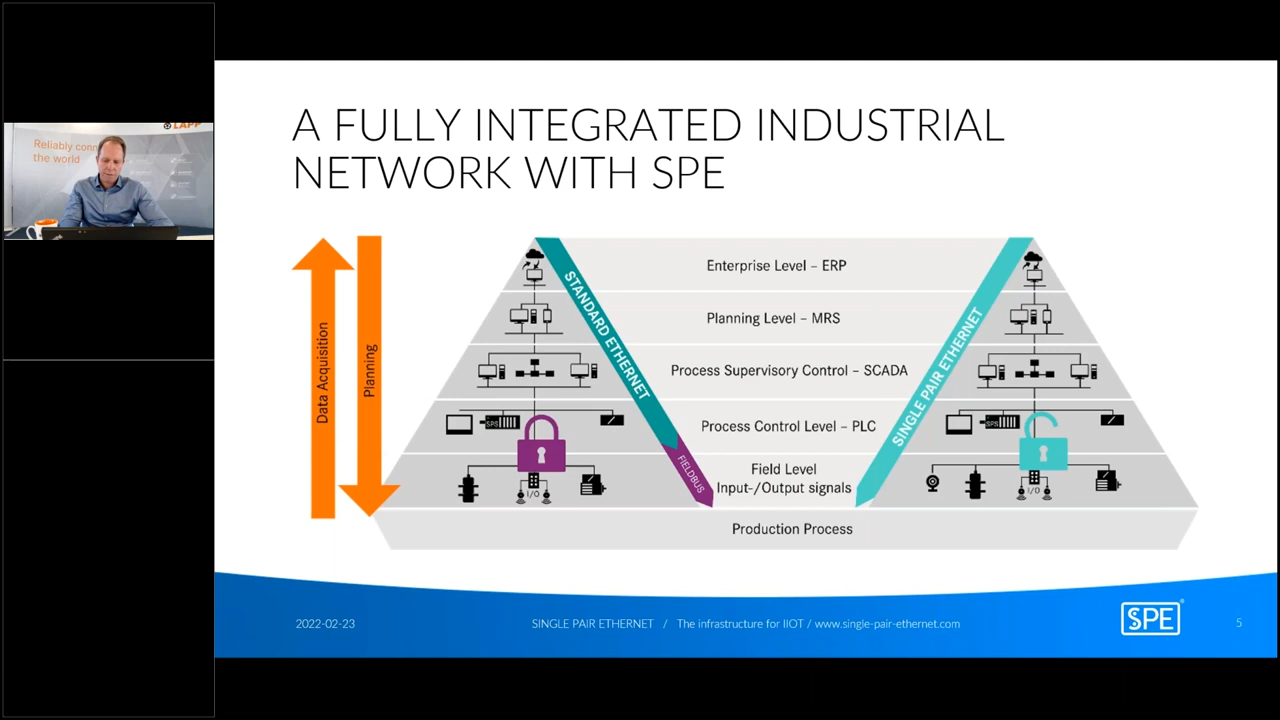 LAPP
Reliably conn
the world
A FULLY INTEGRATED INDUSTRIAL
NETWORK WITH SPE
Data Acquisition
Planning
STANDARD ETHERNET
FIELDBUS
Enterprise Level – ERP
Planning Level – MRS
Process Supervisory Control – SCADA
Process Control Level – PLC
Field Level
Input-/Output signals
Production Process
SINGLE PAIR ETHERNET
SPS
I/O
SPS
I/O
2022-02-23
SINGLE PAIR ETHERNET / The infrastructure for IIOT / www.single-pair-ethernet.com
SPE®
5